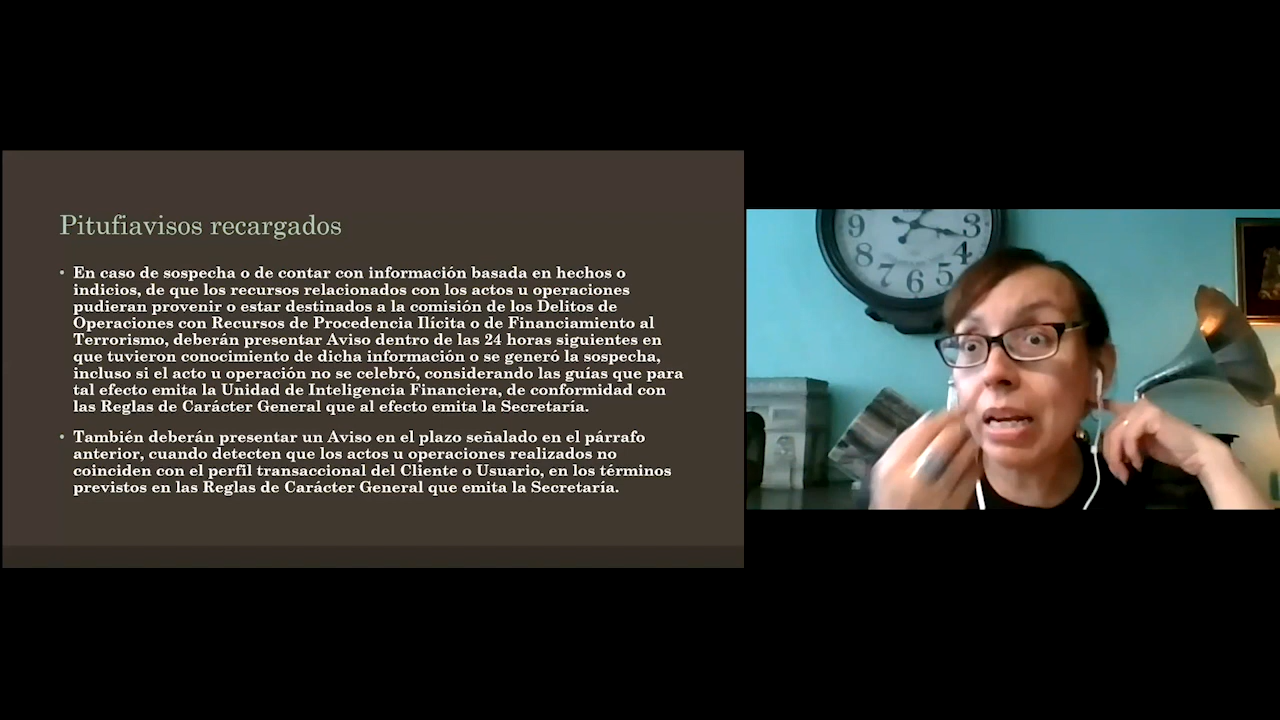 Pitufiavisos recargados
• En caso de sospecha o de contar con información basada en hechos o
indicios, de que los recursos relacionados con los actos u operaciones
pudieran provenir o estar destinados a la comisión de los Delitos de
Operaciones con Recursos de Procedencia Ilícita o de Financiamiento al
Terrorismo, deberán presentar Aviso dentro de las 24 horas siguientes en
que tuvieron conocimiento de dicha información o se generó la sospecha,
incluso si el acto u operación no se celebró, considerando las guías que para
tal efecto emita la Unidad de Inteligencia Financiera, de conformidad con
las Reglas de Carácter General que al efecto emita la Secretaría.
• También deberán presentar un Aviso en el plazo señalado en el párrafo
anterior, cuando detecten que los actos u operaciones realizados no
coinciden con el perfil transaccional del Cliente o Usuario, en los términos
previstos en las Reglas de Carácter General que emita la Secretaría.
9 3
8 4
7 6 5